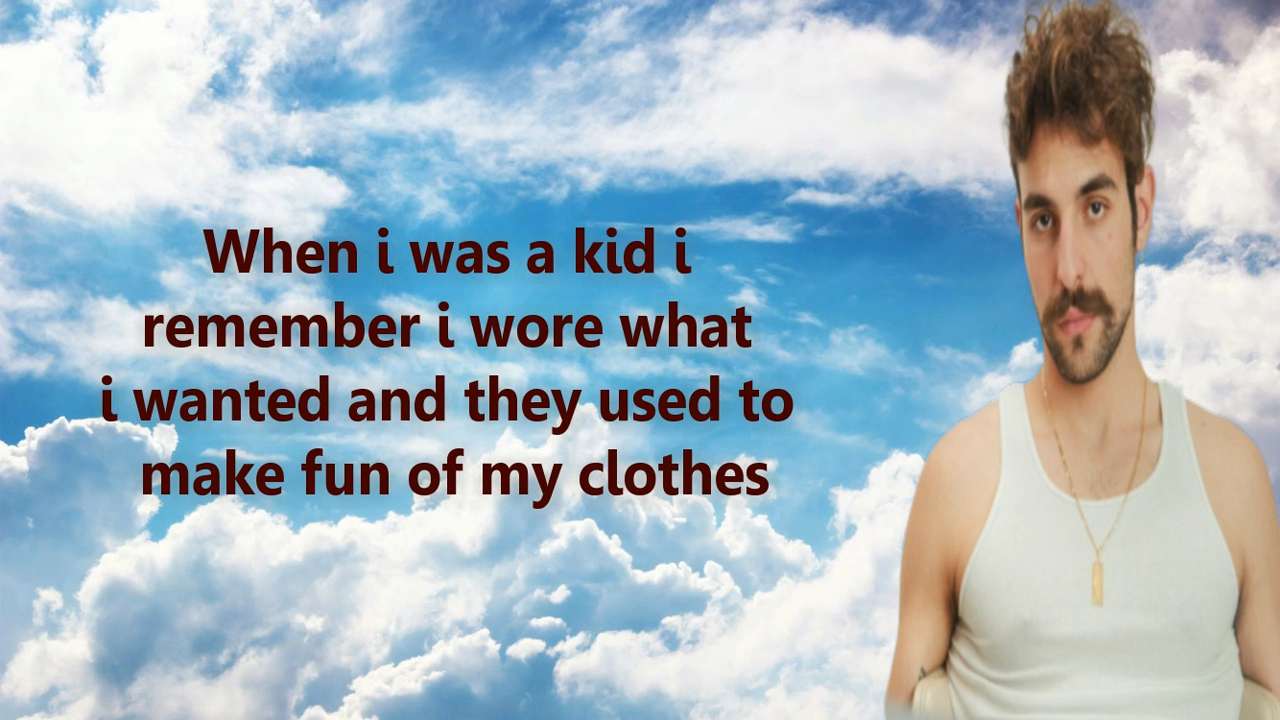 When i was a kid i
remember i wore what
i wanted and they used to
make fun of my clothes